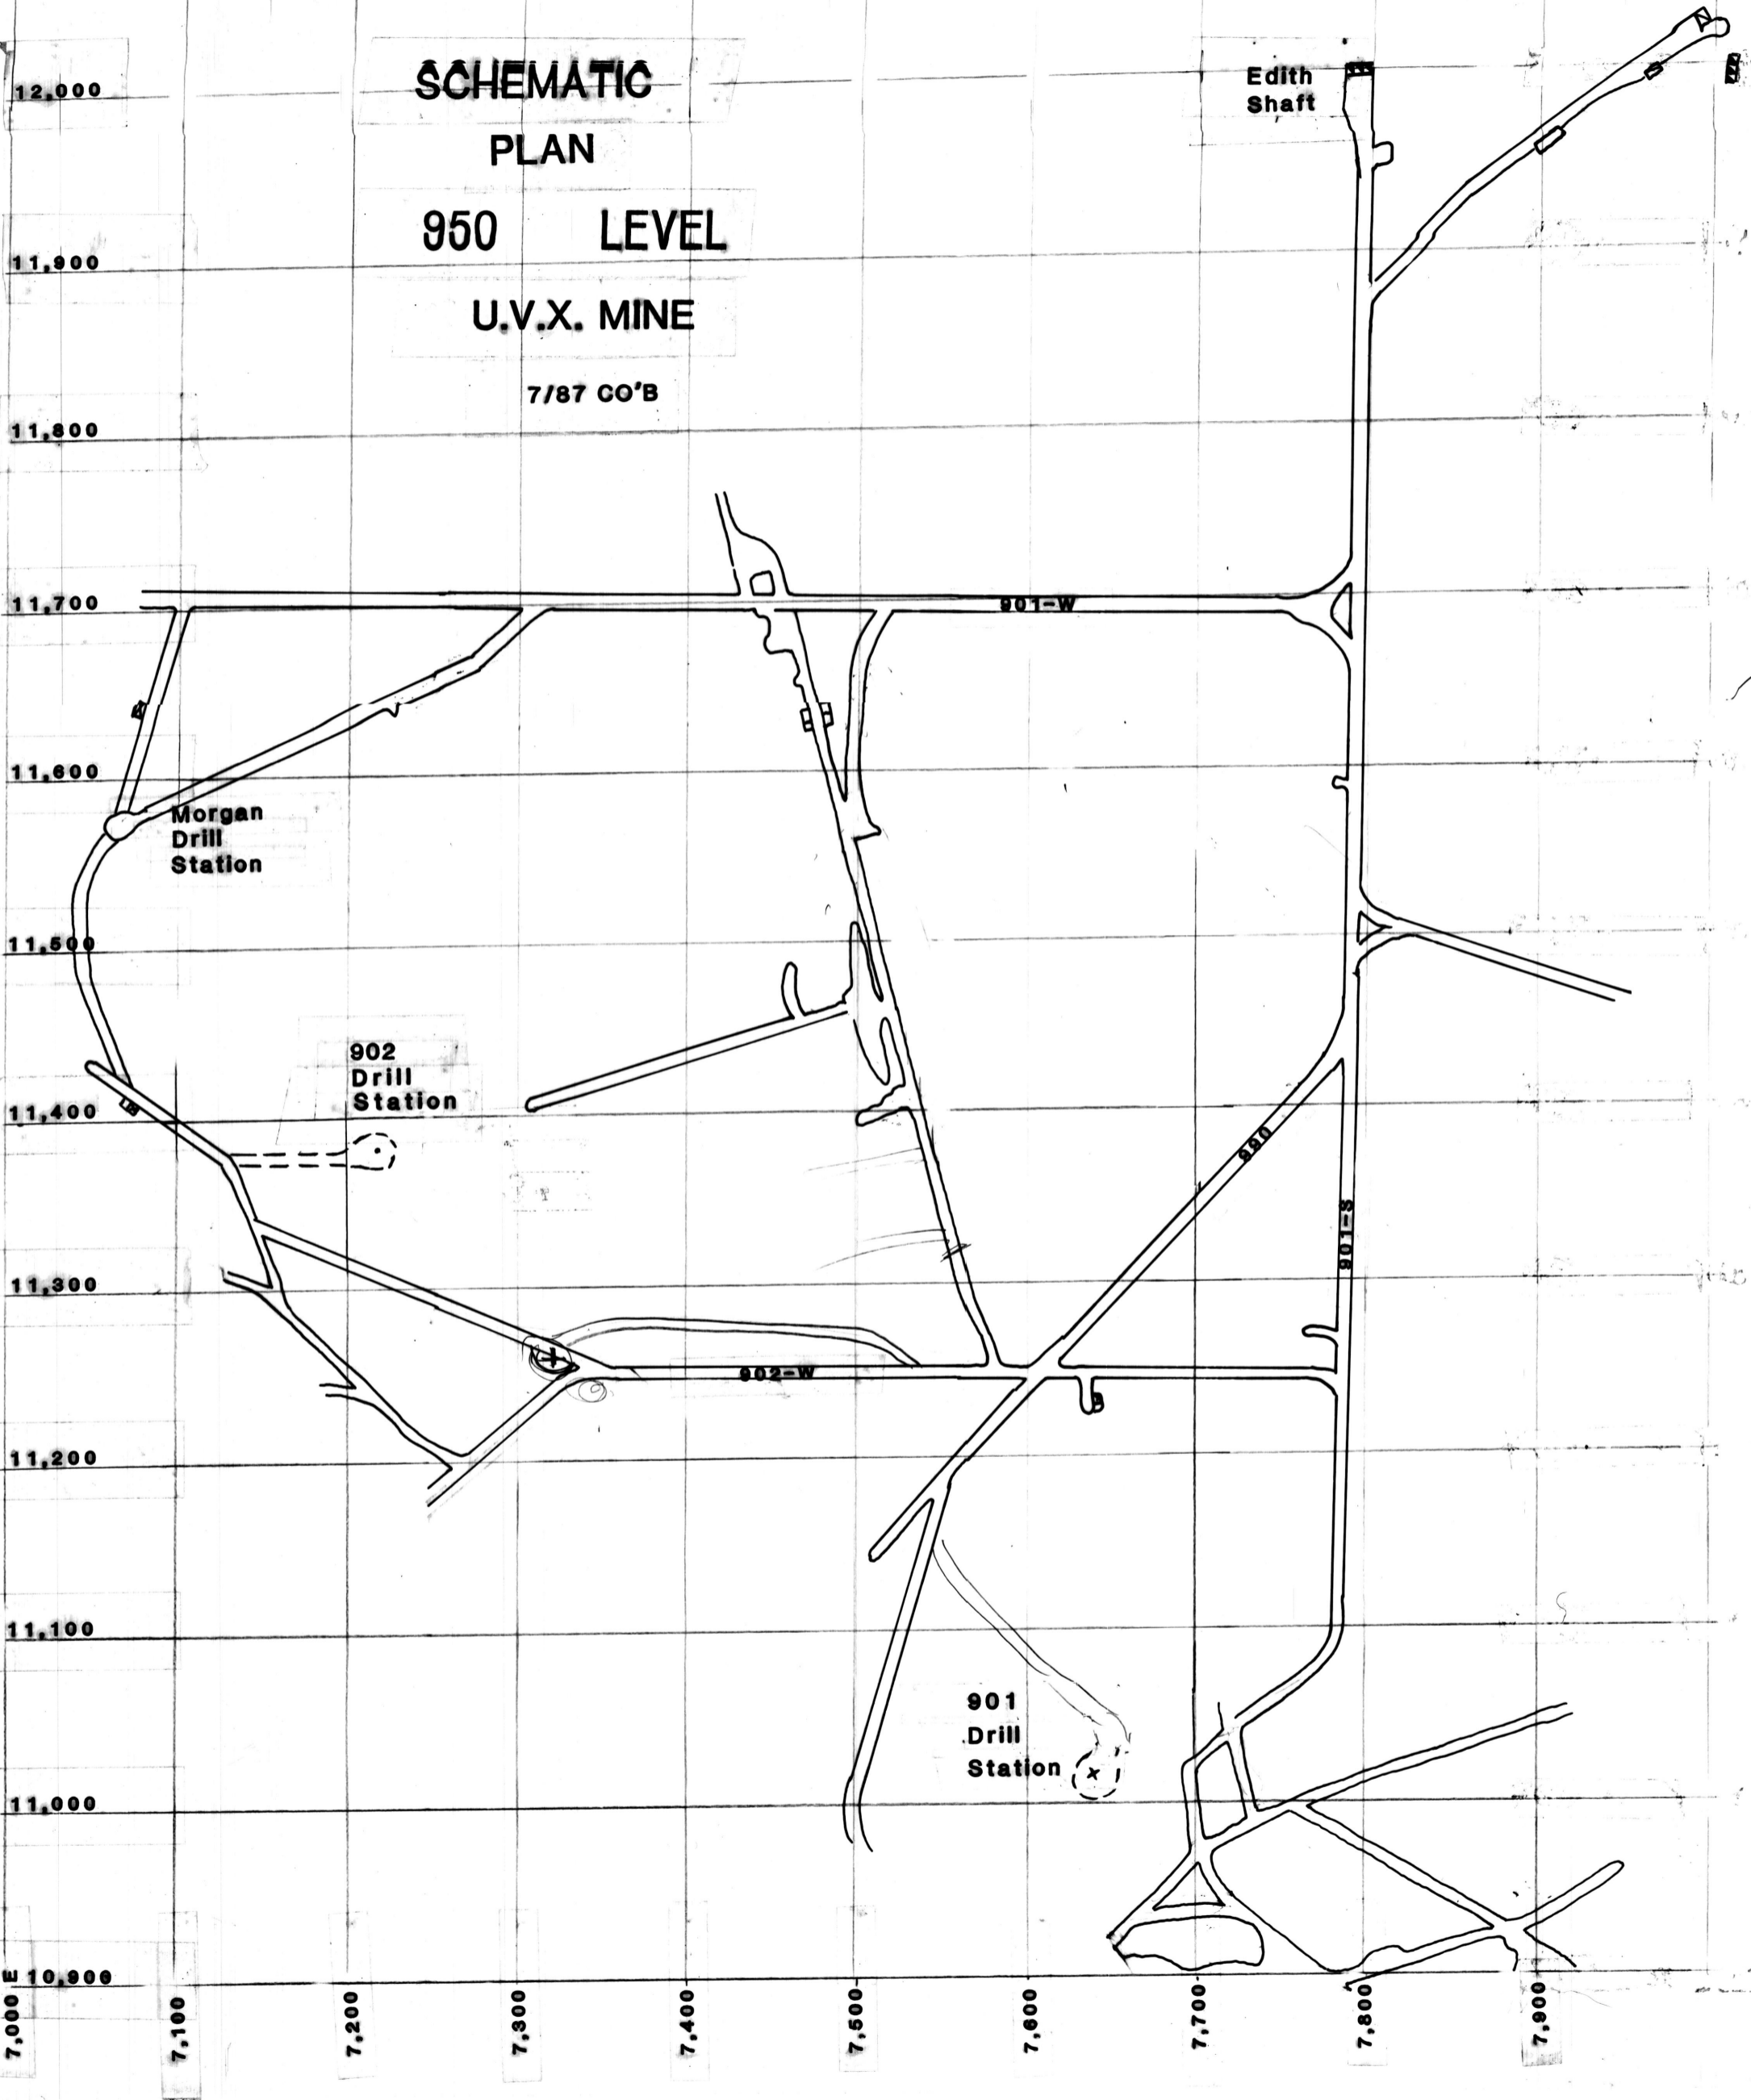 SCHEMATIC
PLAN
950 LEVEL
U.V.X. MINE
7/87 CO'B
Edith
Shaft
12,000
11,900
11,800
11,700
901-W
11,600
Morgan
Drill
Station
11,500
902
Drill
Station
11,400
990
901-S
11,300
902-W
11,200
11,100
901
Drill
Station
11,000
E 10,900
7,000
7,100
7,200
7,300
7,400
7,500
7,600
7,700
7,800
7,900